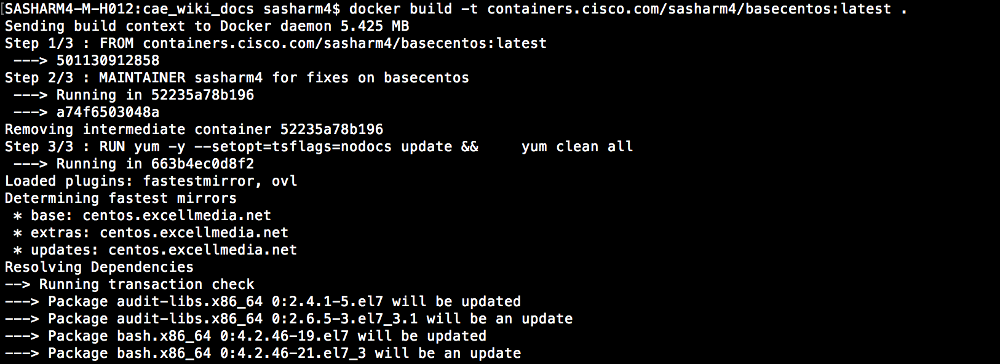 [SASHARM4-M-H012:cae_wiki_docs sasharm4$ docker build -t containers.cisco.com/sasharm4/basecentos:latest .
Sending build context to Docker daemon 5.425 MB
Step 1/3 : FROM containers.cisco.com/sasharm4/basecentos:latest
 ---> 501130912858
Step 2/3 : MAINTAINER sasharm4 for fixes on basecentos
 ---> Running in 52235a78b196
 ---> a74f6503048a
Removing intermediate container 52235a78b196
Step 3/3 : RUN yum -y --setopt=tsflags=nodocs update &&     yum clean all
 ---> Running in 663b4ec0d8f2
Loaded plugins: fastestmirror, ovl
Determining fastest mirrors
 * base: centos.excellmedia.net
 * extras: centos.excellmedia.net
 * updates: centos.excellmedia.net
Resolving Dependencies
--> Running transaction check
---> Package audit-libs.x86_64 0:2.4.1-5.el7 will be updated
---> Package audit-libs.x86_64 0:2.6.5-3.el7_3.1 will be an update
---> Package bash.x86_64 0:4.2.46-19.el7 will be updated
---> Package bash.x86_64 0:4.2.46-21.el7_3 will be an update